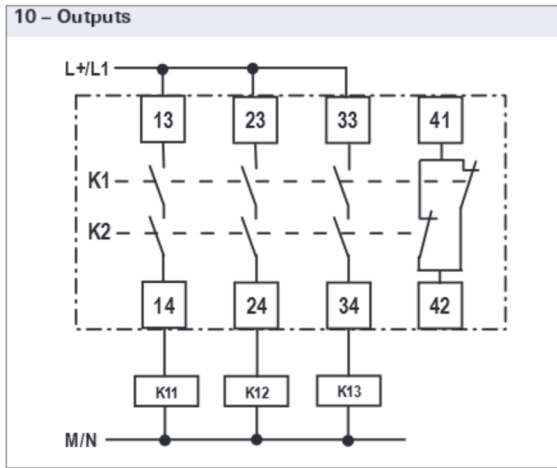 10 – Outputs
L+/L1
13 23 33 41
K1
K2
14 24 34 42
K11 K12 K13
M/N